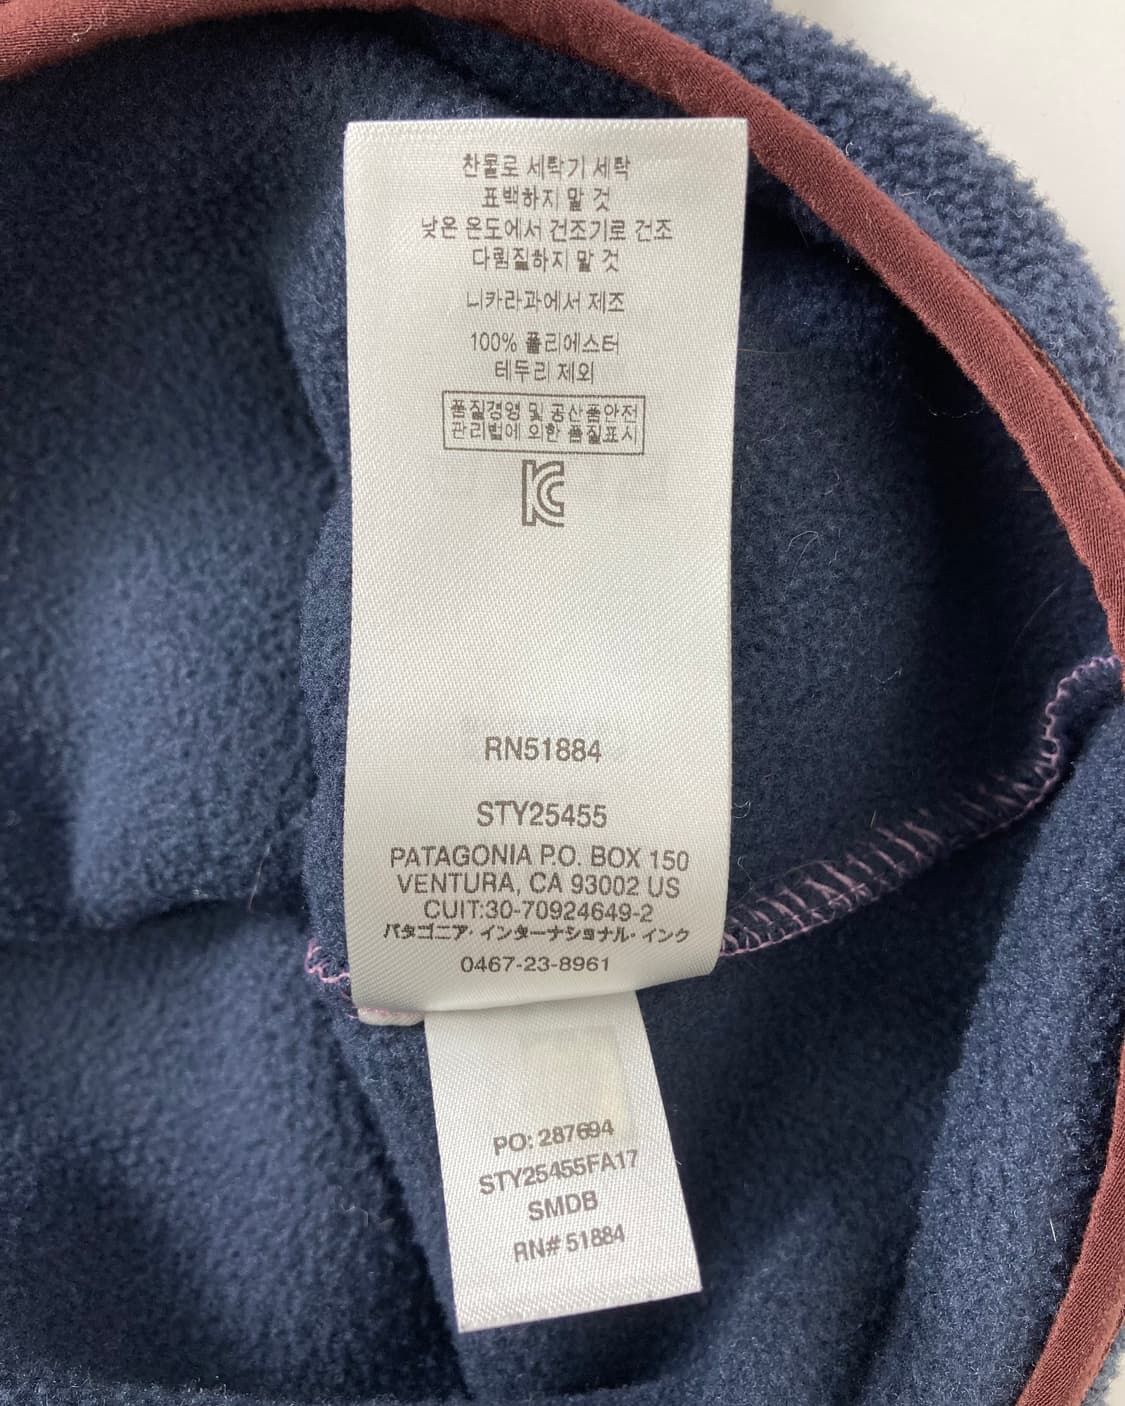 찬물로 세탁기 세탁
표백하지 말 것
낮은 온도에서 건조기로 건조
다림질하지 말 것
니카라과에서 제조
100% 폴리에스터
테두리 제외
품질경영 및 공산품안전
관리법에 의한 품질표시
KC
RN51884
STY25455
PATAGONIA P.O. BOX 150
VENTURA, CA 93002 US
CUIT:30-70924649-2
パタゴニア・インターナショナル・インク
0467-23-8961
PO: 287694
STY25455FA17
SMDB
RN# 51884